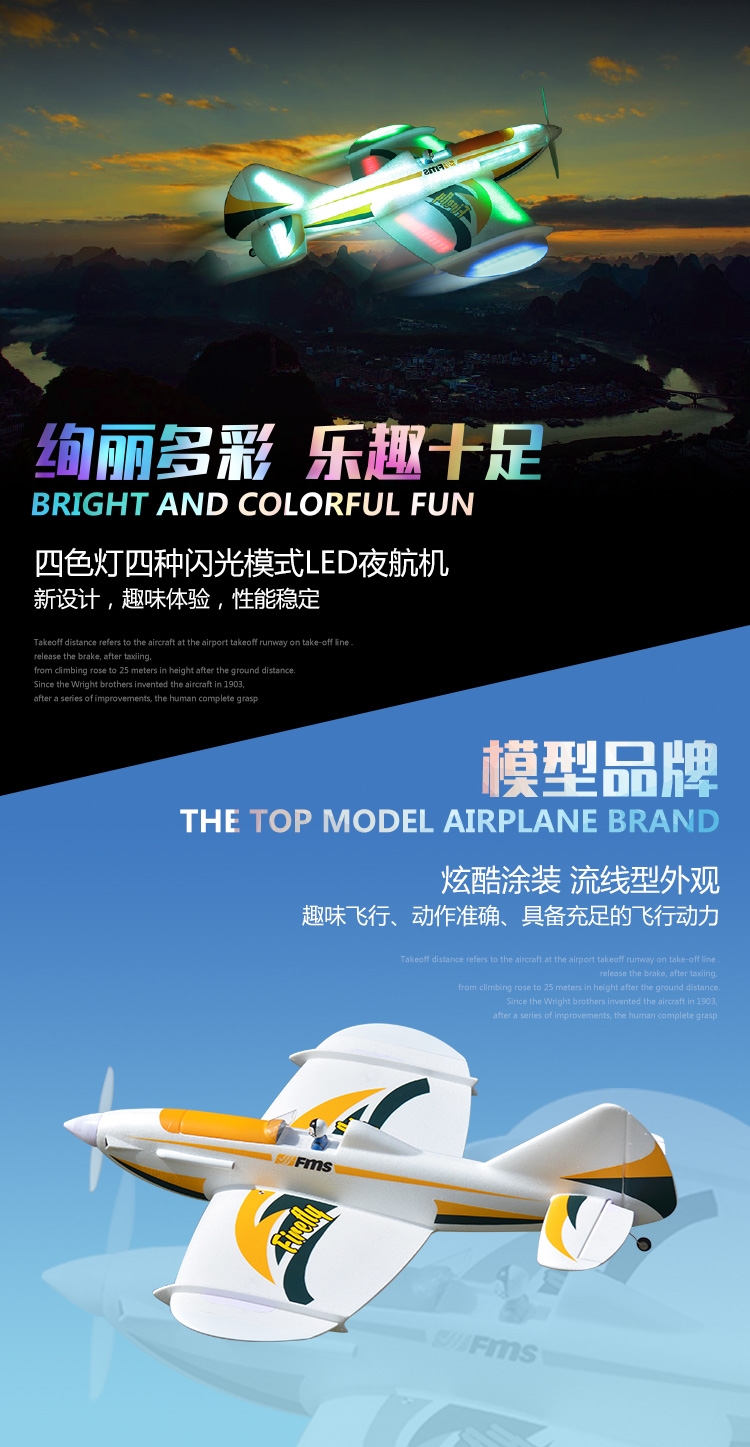 Fms
Firefly
绚丽多彩 乐趣十足
BRIGHT AND COLORFUL FUN
四色灯四种闪光模式LED夜航机
新设计，趣味体验，性能稳定
Takeoff distance refers to the aircraft at the airport takeoff runway on take-off line .
release the brake, after taxiing,
from climbing rose to 25 meters in height after the ground distance.
Since the Wright brothers invented the aircraft in 1903,
after a series of improvements, the human complete grasp
模型品牌
THE TOP MODEL AIRPLANE BRAND
炫酷涂装 流线型外观
趣味飞行、动作准确、具备充足的飞行动力
Takeoff distance refers to the aircraft at the airport takeoff runway on take-off line .
release the brake, after taxiing,
from climbing rose to 25 meters in height after the ground distance.
Since the Wright brothers invented the aircraft in 1903,
after a series of improvements, the human complete grasp
Fms
Firefly
Fms